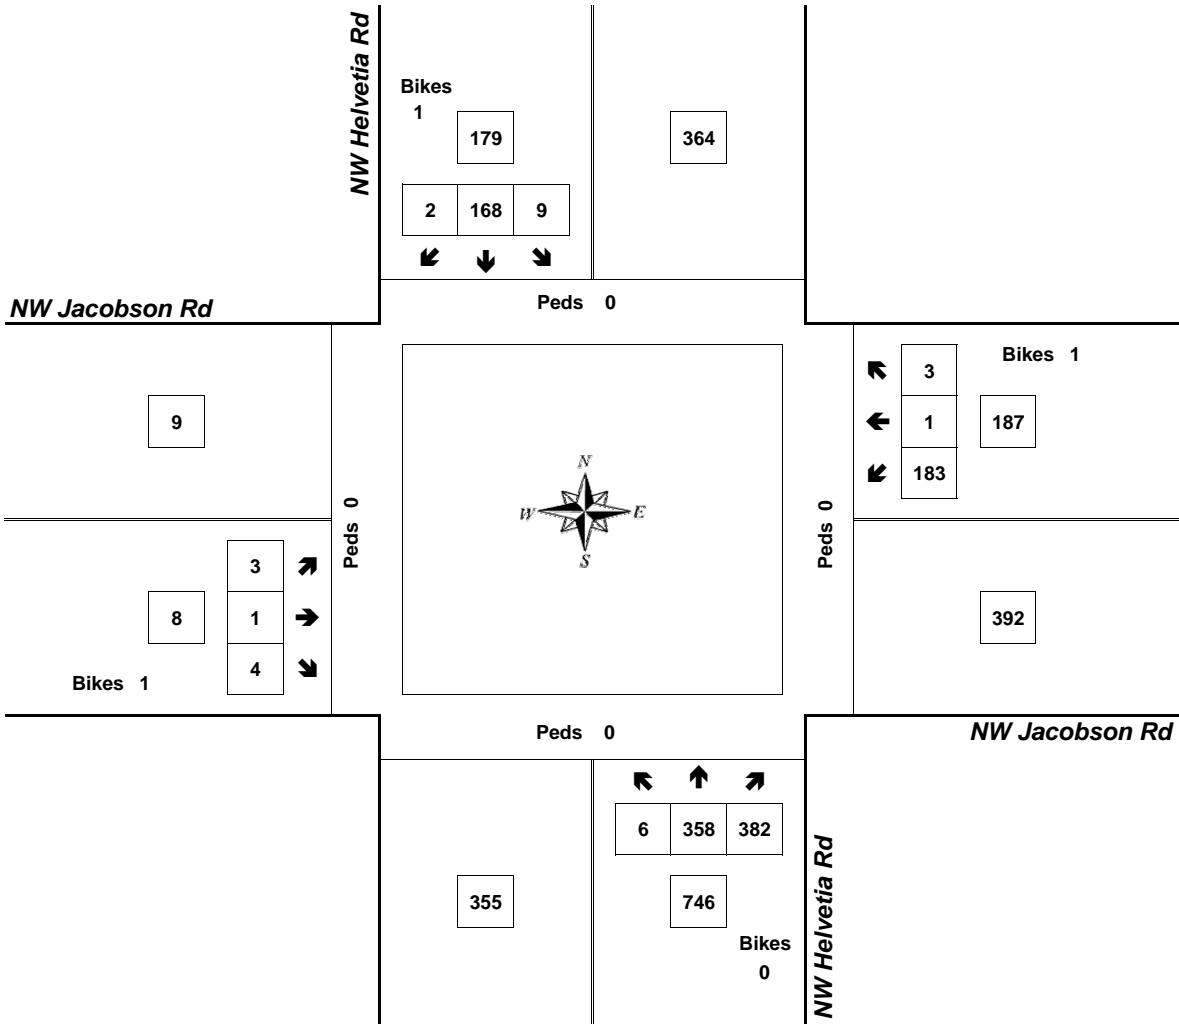 NW Helvetia Rd
Bikes
1
179
364
2 168 9
Peds 0
NW Jacobson Rd
Bikes 1
3
9
1
187
183
N
W E
S
Peds 0
Peds 0
3
8
1
392
4
Bikes 1
Peds 0
NW Jacobson Rd
6 358 382
355
746
Bikes
0
NW Helvetia Rd